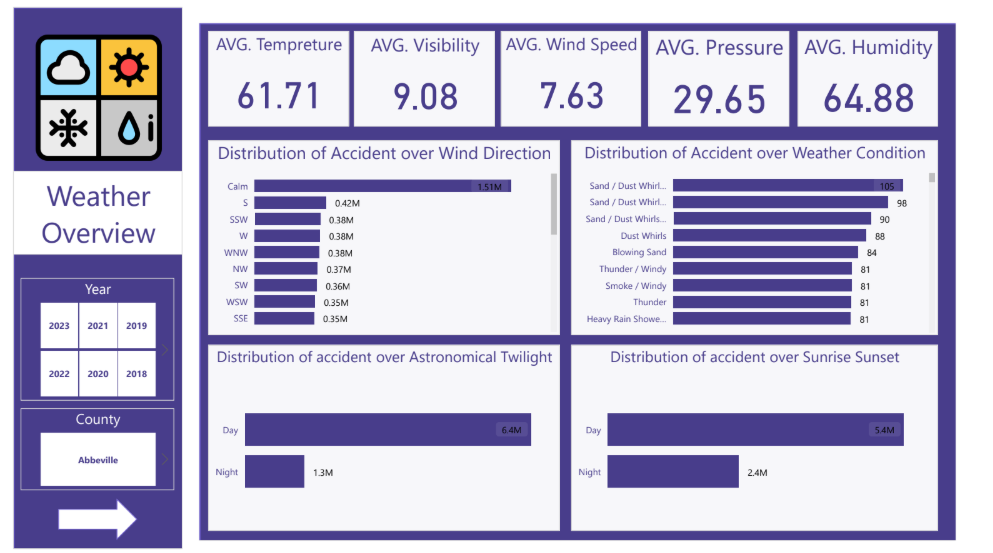 i
Weather
Overview
Year
2023 2021 2019
2022 2020 2018
County
Abbeville
AVG. Tempreture
61.71
AVG. Visibility
9.08
AVG. Wind Speed
7.63
AVG. Pressure
29.65
AVG. Humidity
64.88
Distribution of Accident over Wind Direction
Calm 1.51M
S 0.42M
SSW 0.38M
W 0.38M
WNW 0.38M
NW 0.37M
SW 0.36M
WSW 0.35M
SSE 0.35M
Distribution of Accident over Weather Condition
Sand / Dust Whirl... 105
Sand / Dust Whirl... 98
Sand / Dust Whirls... 90
Dust Whirls 88
Blowing Sand 84
Thunder / Windy 81
Smoke / Windy 81
Thunder 81
Heavy Rain Showe... 81
Distribution of accident over Astronomical Twilight
Day 6.4M
Night 1.3M
Distribution of accident over Sunrise Sunset
Day 5.4M
Night 2.4M